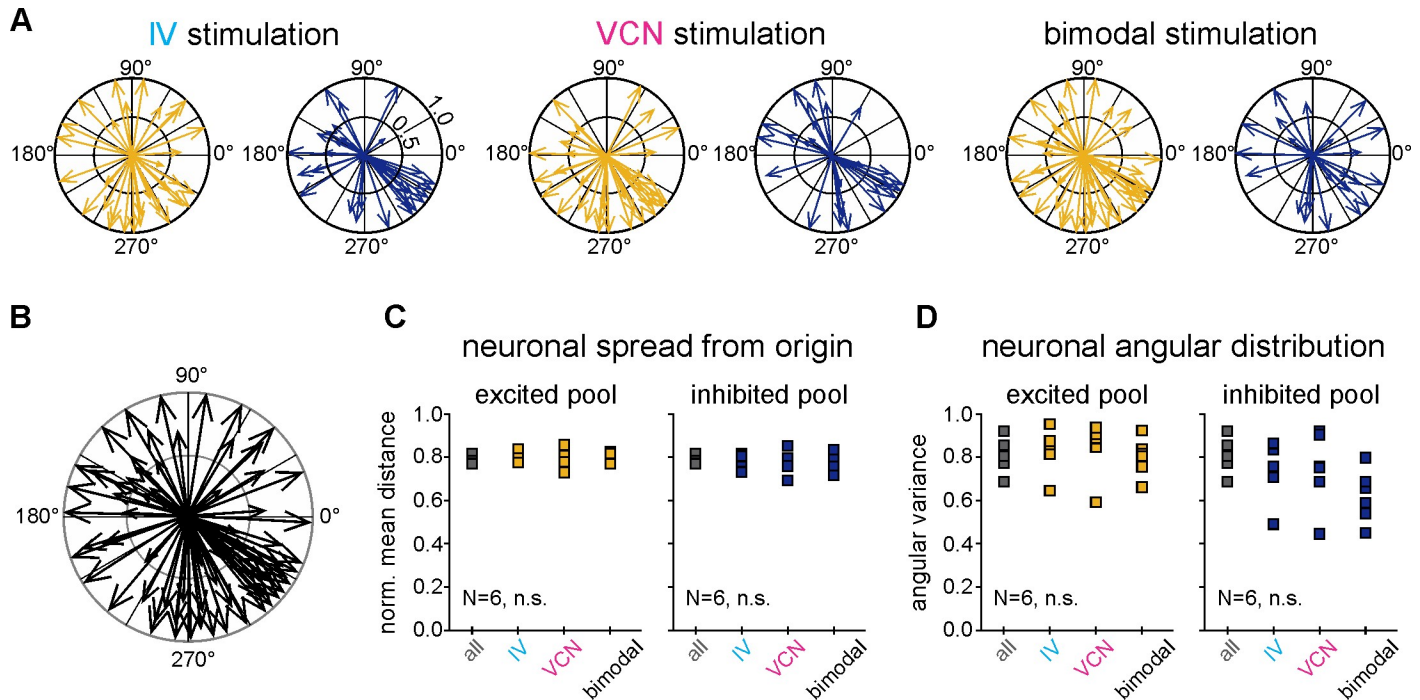 A
IV stimulation
VCN stimulation
bimodal stimulation
90°
180°
270°
90°
1.0
0.5
180°
0°
270°
90°
180°
0°
270°
90°
180°
0°
270°
90°
180°
0°
270°
90°
180°
0°
270°
B
90°
180°
0°
270°
C
neuronal spread from origin
excited pool
inhibited pool
norm. mean distance
1.0
0.8
0.6
0.4
0.2
0.0
N=6, n.s.
N=6, n.s.
all
IV
VCN
bimodal
all
IV
VCN
bimodal
D
neuronal angular distribution
excited pool
inhibited pool
angular variance
1.0
0.8
0.6
0.4
0.2
0.0
N=6, n.s.
N=6, n.s.
all
IV
VCN
bimodal
all
IV
VCN
bimodal